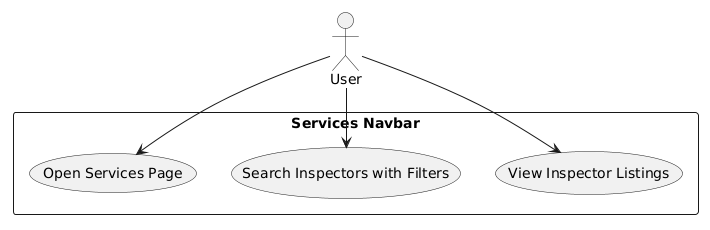 User
Services Navbar
Open Services Page
Search Inspectors with Filters
View Inspector Listings